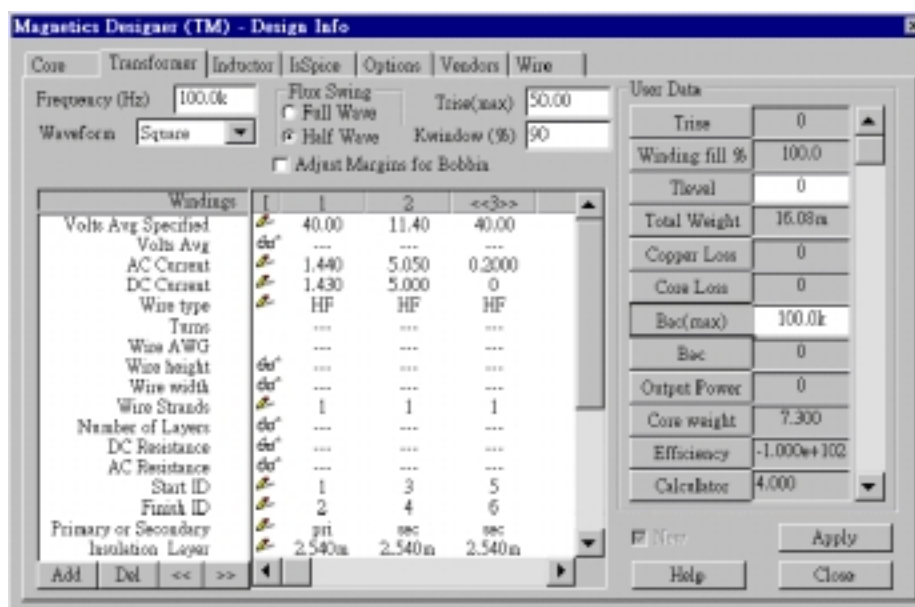 Magnetics Designer (TM) - Design Info
Core Transformer Inductor IsSpice Options Vendors Wire
Frequency (Hz) 100.0k
Waveform Square
Flux Swing
Full Wave
Half Wave
Trise(max) 50.00
Kwindow (%) 90
Adjust Margins for Bobbin
Windings [ 1 2 <<3>>
Volts Avg Specified 40.00 11.40 40.00
Volts Avg --- --- ---
AC Current 1.440 5.050 0.2000
DC Current 1.430 5.000 0
Wire type HF HF HF
Turns --- --- ---
Wire AWG --- --- ---
Wire height --- --- ---
Wire width --- --- ---
Wire Strands 1 1 1
Number of Layers --- --- ---
DC Resistance --- --- ---
AC Resistance --- --- ---
Start ID 1 3 5
Finish ID 2 4 6
Primary or Secondary pri sec sec
Insulation Layer 2.540m 2.540m 2.540m
Add Del << >>
User Data
Trise 0
Winding fill % 100.0
Tlevel 0
Total Weight 16.08m
Copper Loss 0
Core Loss 0
Bac(max) 100.0k
Bac 0
Output Power 0
Core weight 7.300
Efficiency -1.000e+102
Calculator 4.000
New Apply
Help Close